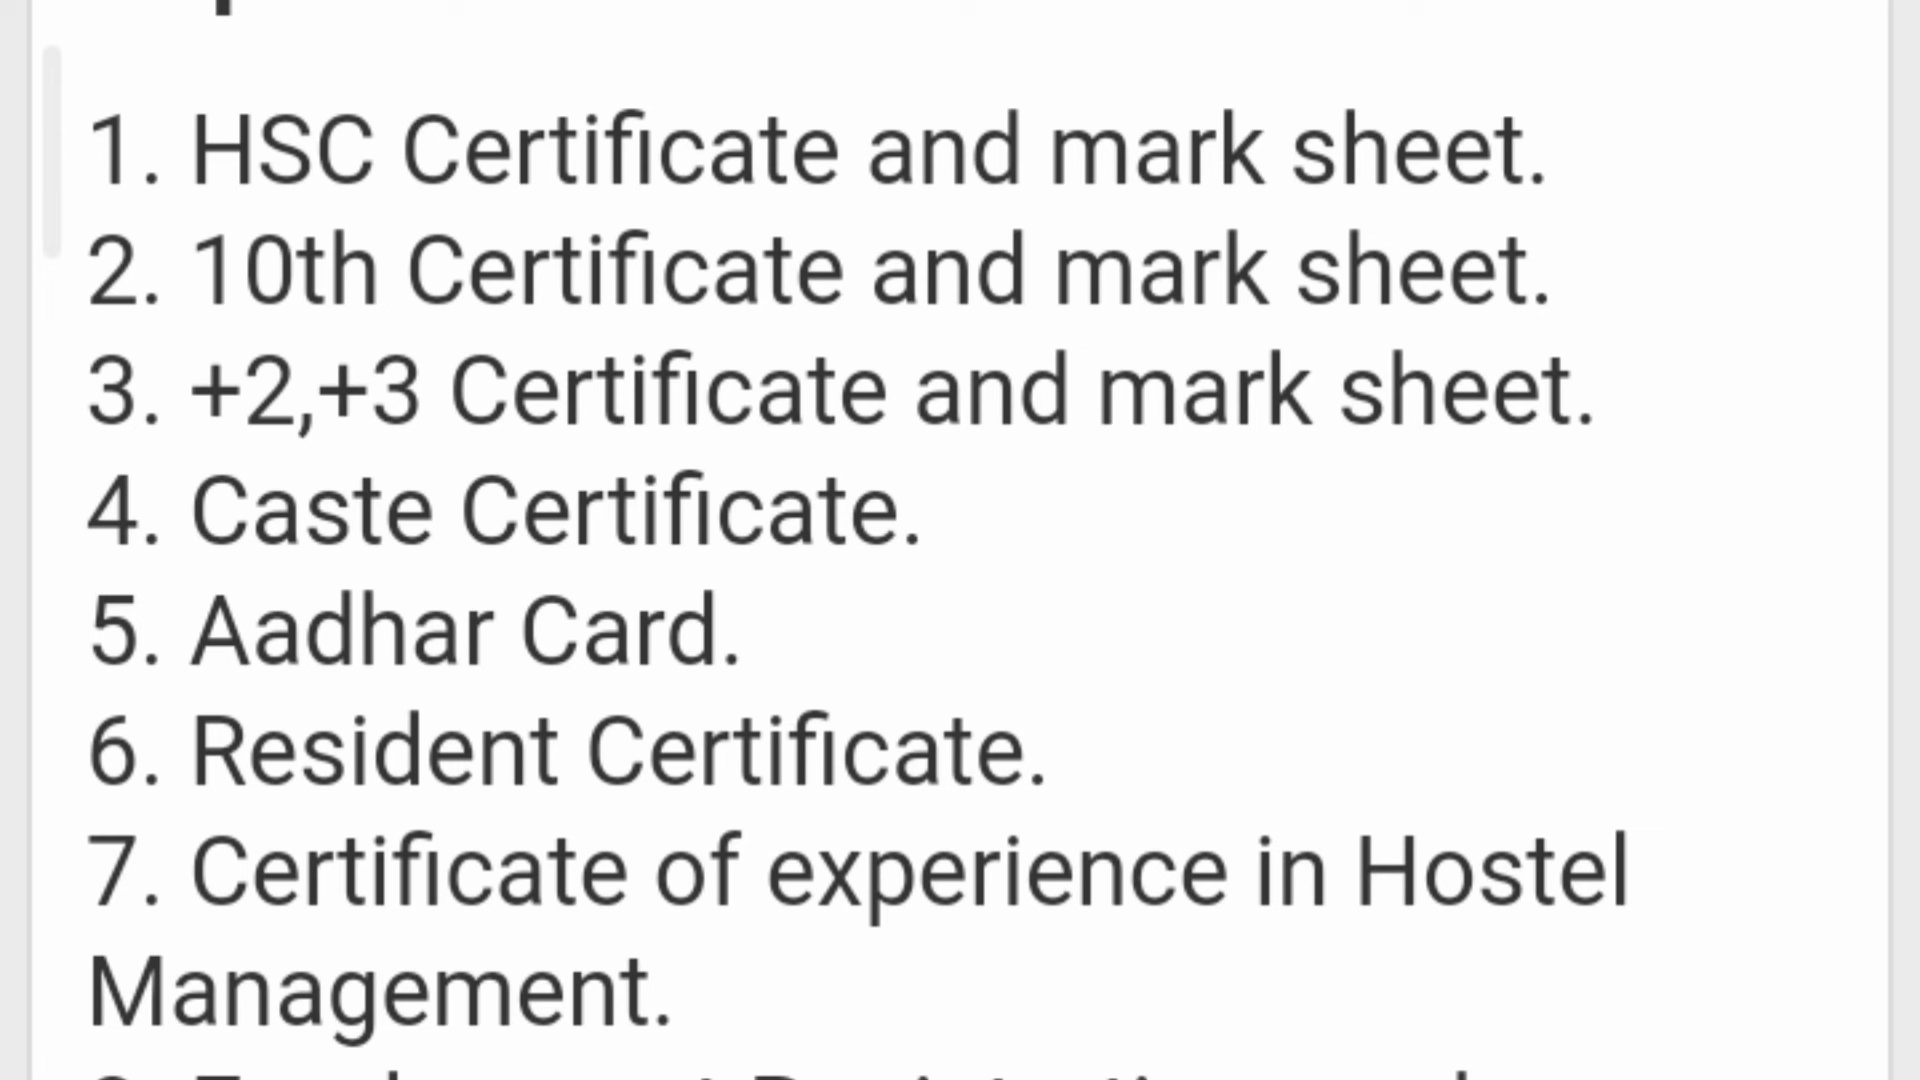 1. HSC Certificate and mark sheet.
2. 10th Certificate and mark sheet.
3. +2,+3 Certificate and mark sheet.
4. Caste Certificate.
5. Aadhar Card.
6. Resident Certificate.
7. Certificate of experience in Hostel
Management.